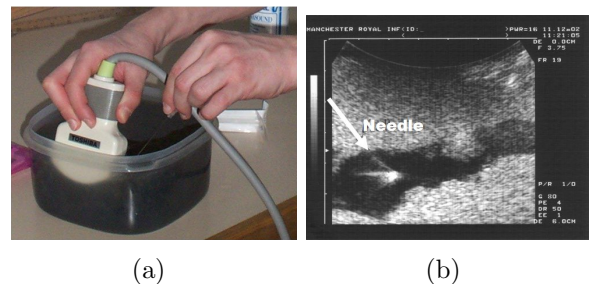 TOSHIBA
MANCHESTER ROYAL INF(ID:
)PWR=16 11.12.02
11:21:05
DE 0.0CM
F 3.75
FR 19
Needle
P/R 1/0
G 80
PE 4
DR 50
EE 1
DE 6.0CM
(a)
(b)